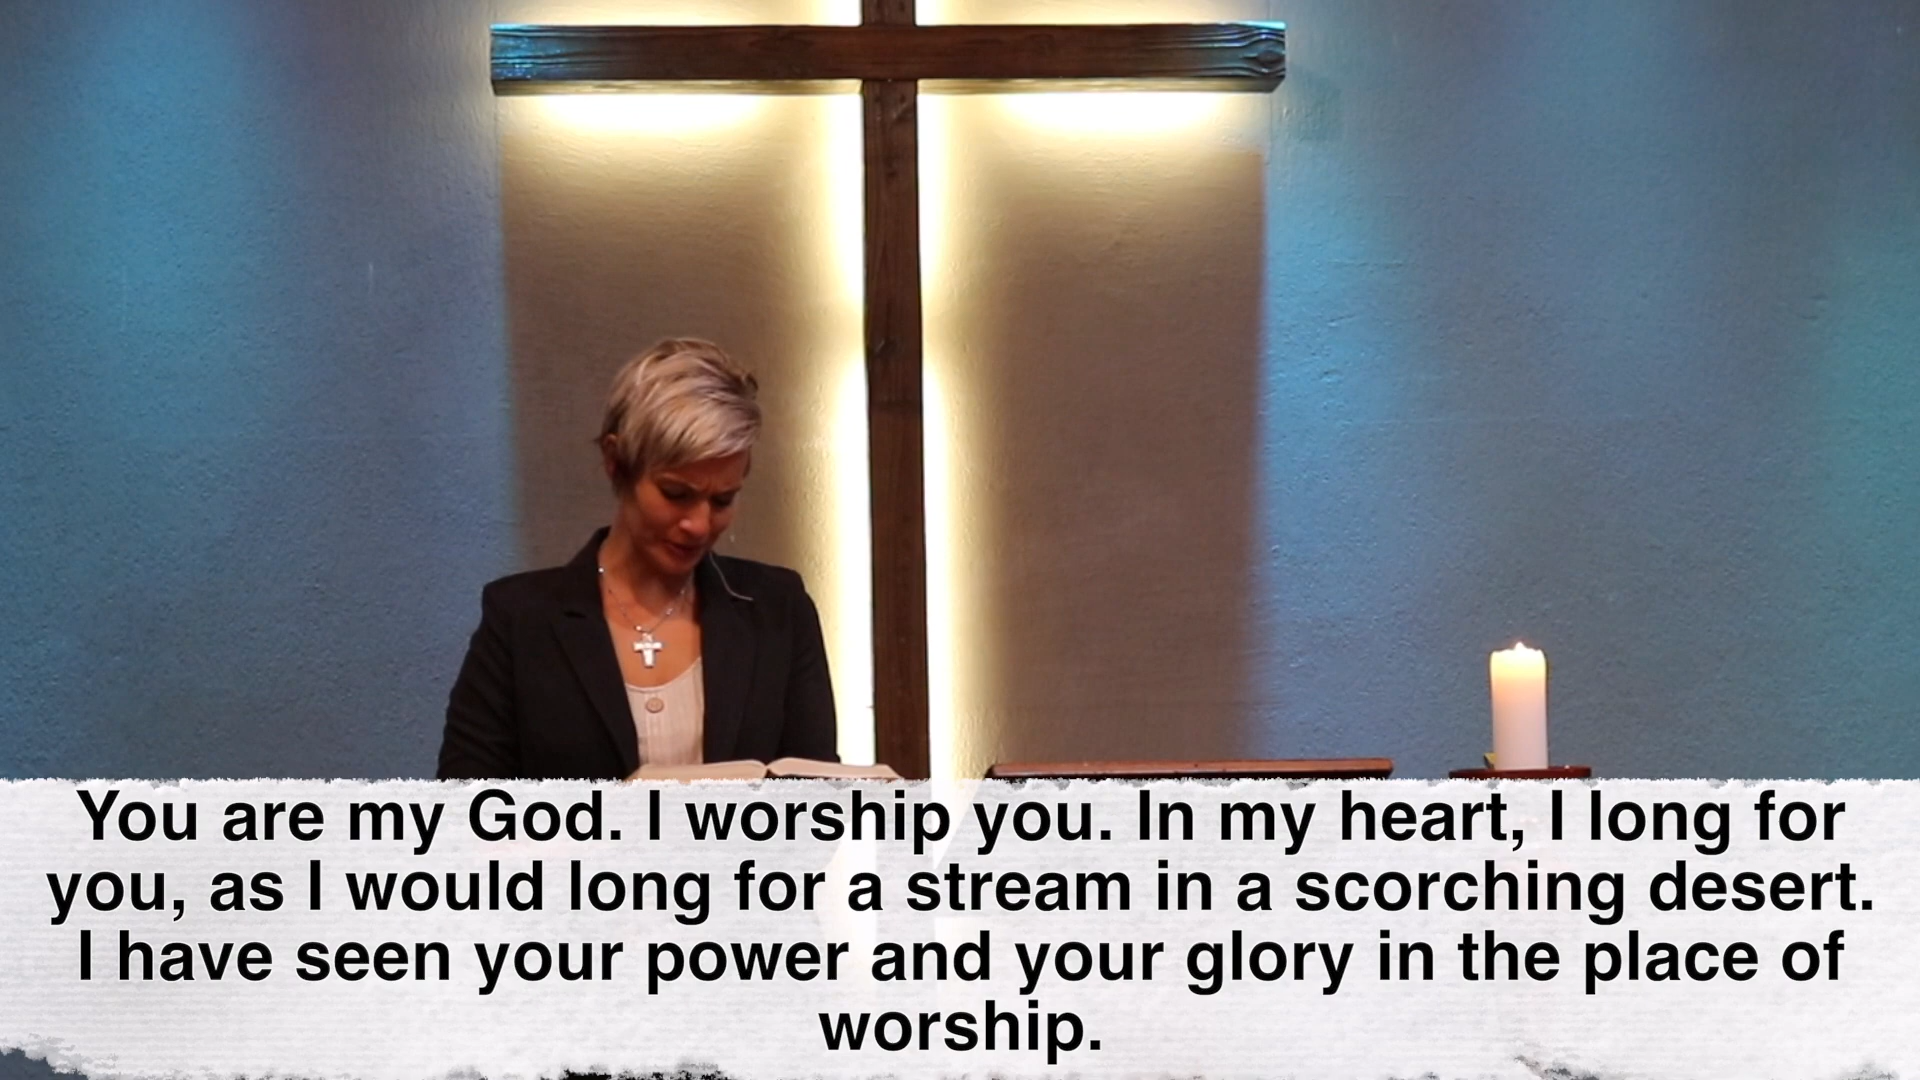 You are my God. I worship you. In my heart, I long for
you, as I would long for a stream in a scorching desert.
I have seen your power and your glory in the place of
worship.